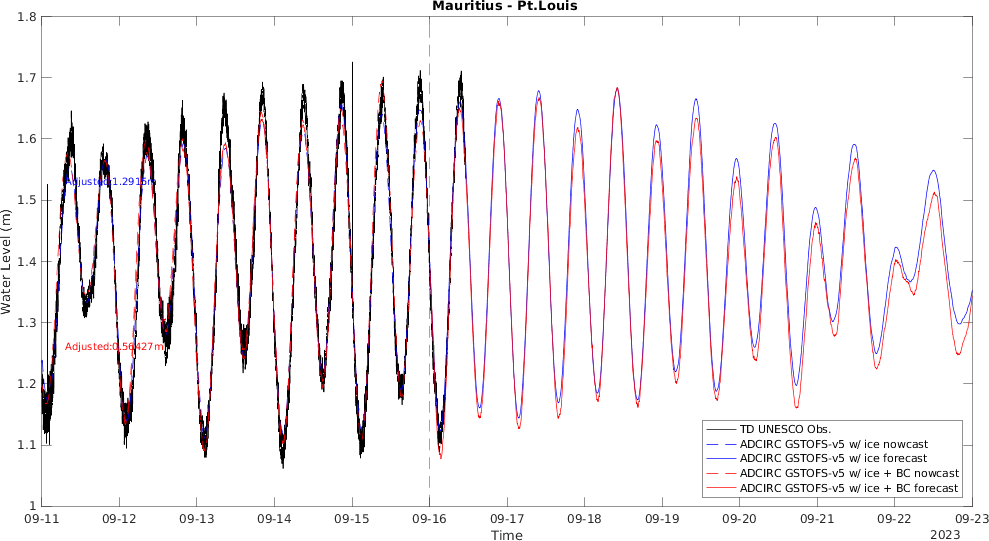 Mauritius - Pt.Louis
1.8
1.7
1.6
1.5
1.4
1.3
1.2
1.1
1
Water Level (m)
Adjusted:1.2915m
Adjusted:0.56427m
TD UNESCO Obs.
ADCIRC GSTOFS-v5 w/ ice nowcast
ADCIRC GSTOFS-v5 w/ ice forecast
ADCIRC GSTOFS-v5 w/ ice + BC nowcast
ADCIRC GSTOFS-v5 w/ ice + BC forecast
09-11 09-12 09-13 09-14 09-15 09-16 09-17 09-18 09-19 09-20 09-21 09-22 09-23
Time
2023